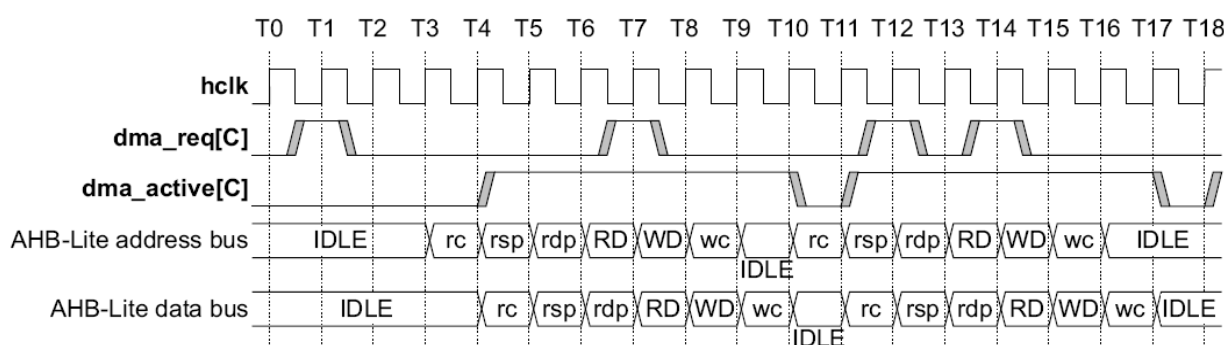 T0 T1 T2 T3 T4 T5 T6 T7 T8 T9 T10 T11 T12 T13 T14 T15 T16 T17 T18
hclk
dma_req[C]
dma_active[C]
AHB-Lite address bus IDLE rc rsp rdp RD WD wc IDLE rc rsp rdp RD WD wc IDLE
AHB-Lite data bus IDLE rc rsp rdp RD WD wc IDLE rc rsp rdp RD WD wc IDLE